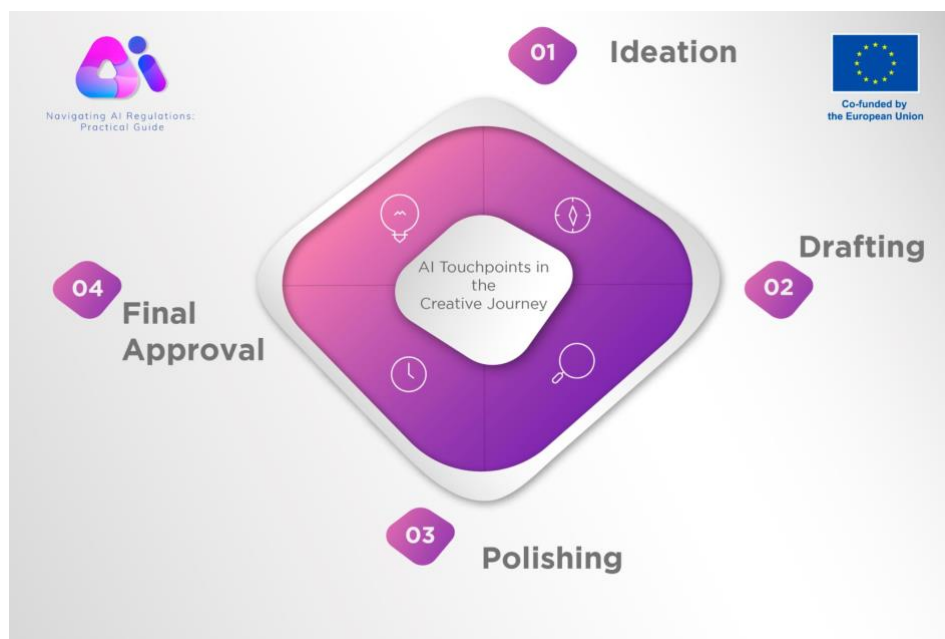 01
Ideation
Navigating AI Regulations:
Practical Guide
Co-funded by
the European Union
AI Touchpoints in
the
Creative Journey
Drafting
02
04
Final
Approval
03
Polishing